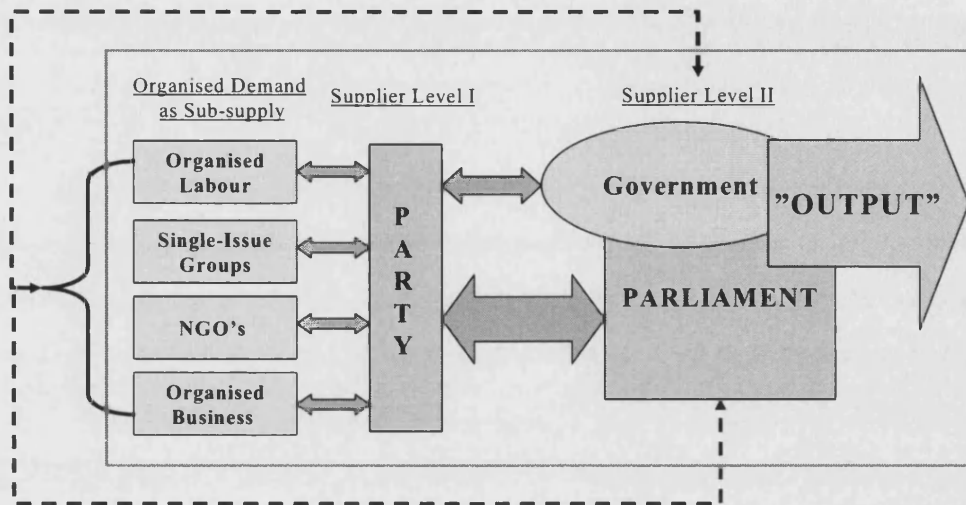 Organised Demand
as Sub-supply
Supplier Level I
Supplier Level II
Organised
Labour
Single-Issue
Groups
NGO's
Organised
Business
P
A
R
T
Y
Government
PARLIAMENT
”OUTPUT”